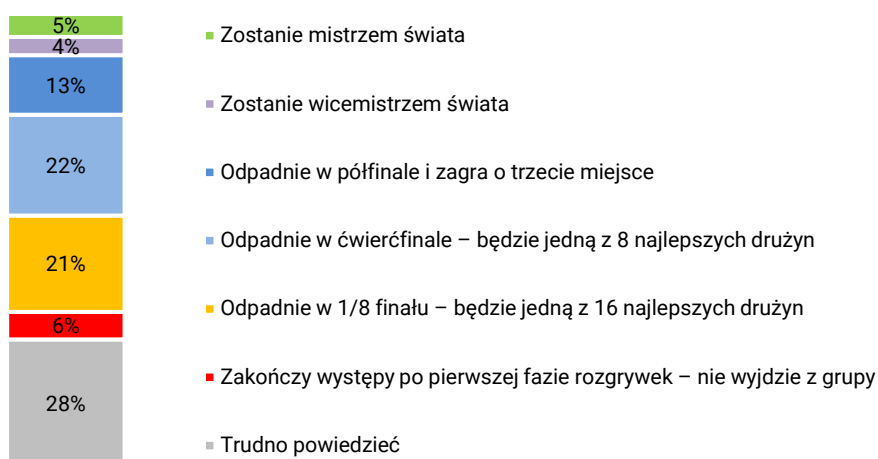 5%
Zostanie mistrzem świata
4%
Zostanie wicemistrzem świata
13%
Odpadnie w półfinale i zagra o trzecie miejsce
22%
Odpadnie w ćwierćfinale – będzie jedną z 8 najlepszych drużyn
21%
Odpadnie w 1/8 finału – będzie jedną z 16 najlepszych drużyn
6%
Zakończy występy po pierwszej fazie rozgrywek – nie wyjdzie z grupy
28%
Trudno powiedzieć